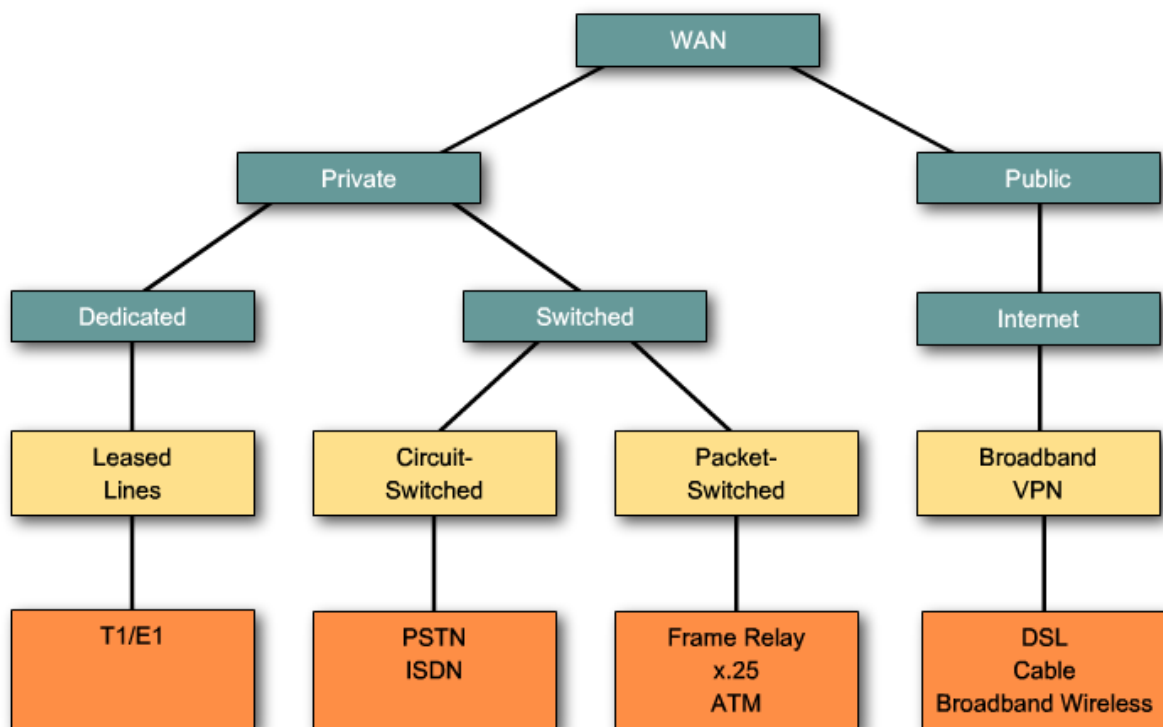 WAN
Private
Public
Dedicated
Switched
Internet
Leased
Lines
Circuit-
Switched
Packet-
Switched
Broadband
VPN
T1/E1
PSTN
ISDN
Frame Relay
x.25
ATM
DSL
Cable
Broadband Wireless